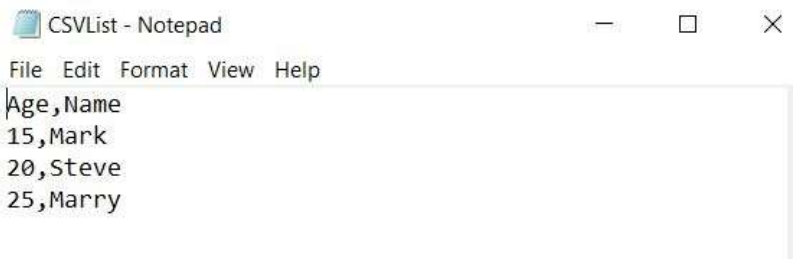 CSVList - Notepad
File Edit Format View Help
Age,Name
15,Mark
20,Steve
25,Marry